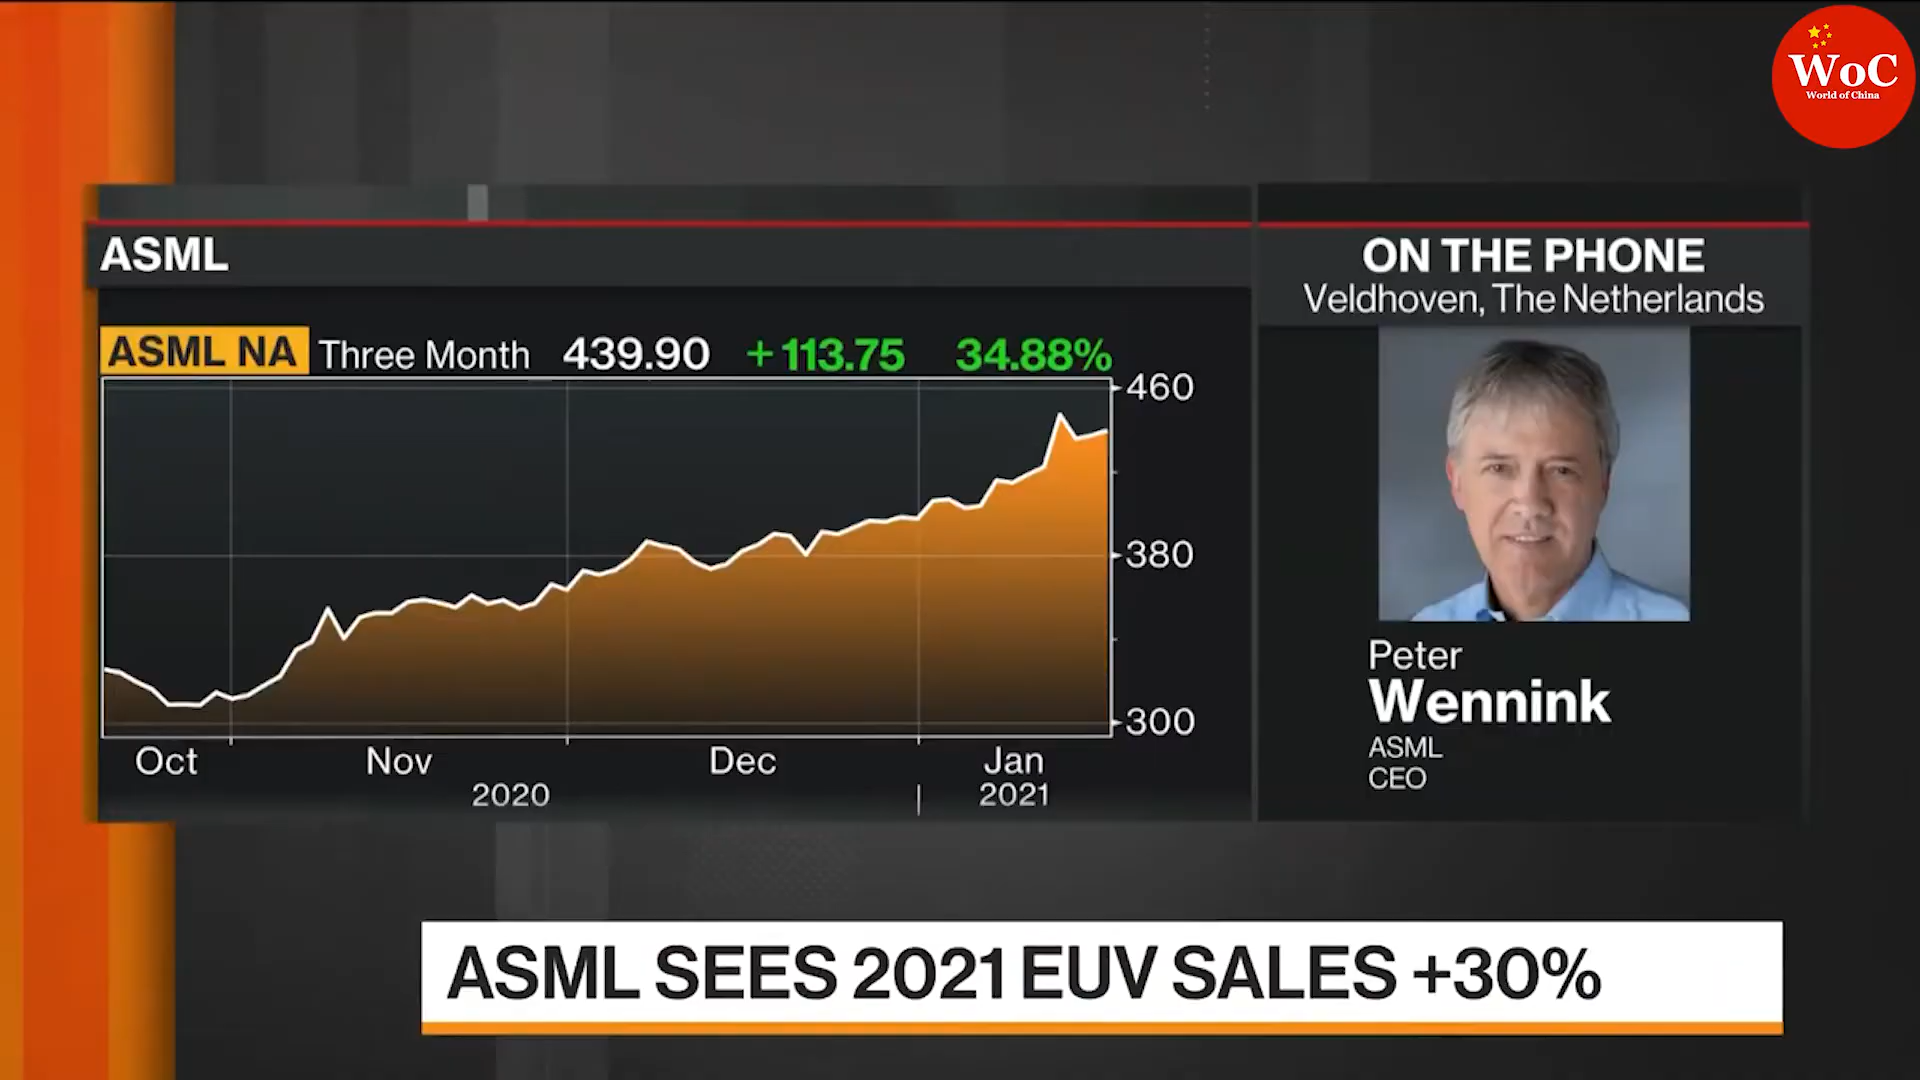 WoC
World of China
ASML
ASML NA Three Month 439.90 +113.75 34.88%
460
380
300
Oct Nov Dec Jan
2020 2021
ON THE PHONE
Veldhoven, The Netherlands
Peter
Wennink
ASML
CEO
ASML SEES 2021 EUV SALES +30%